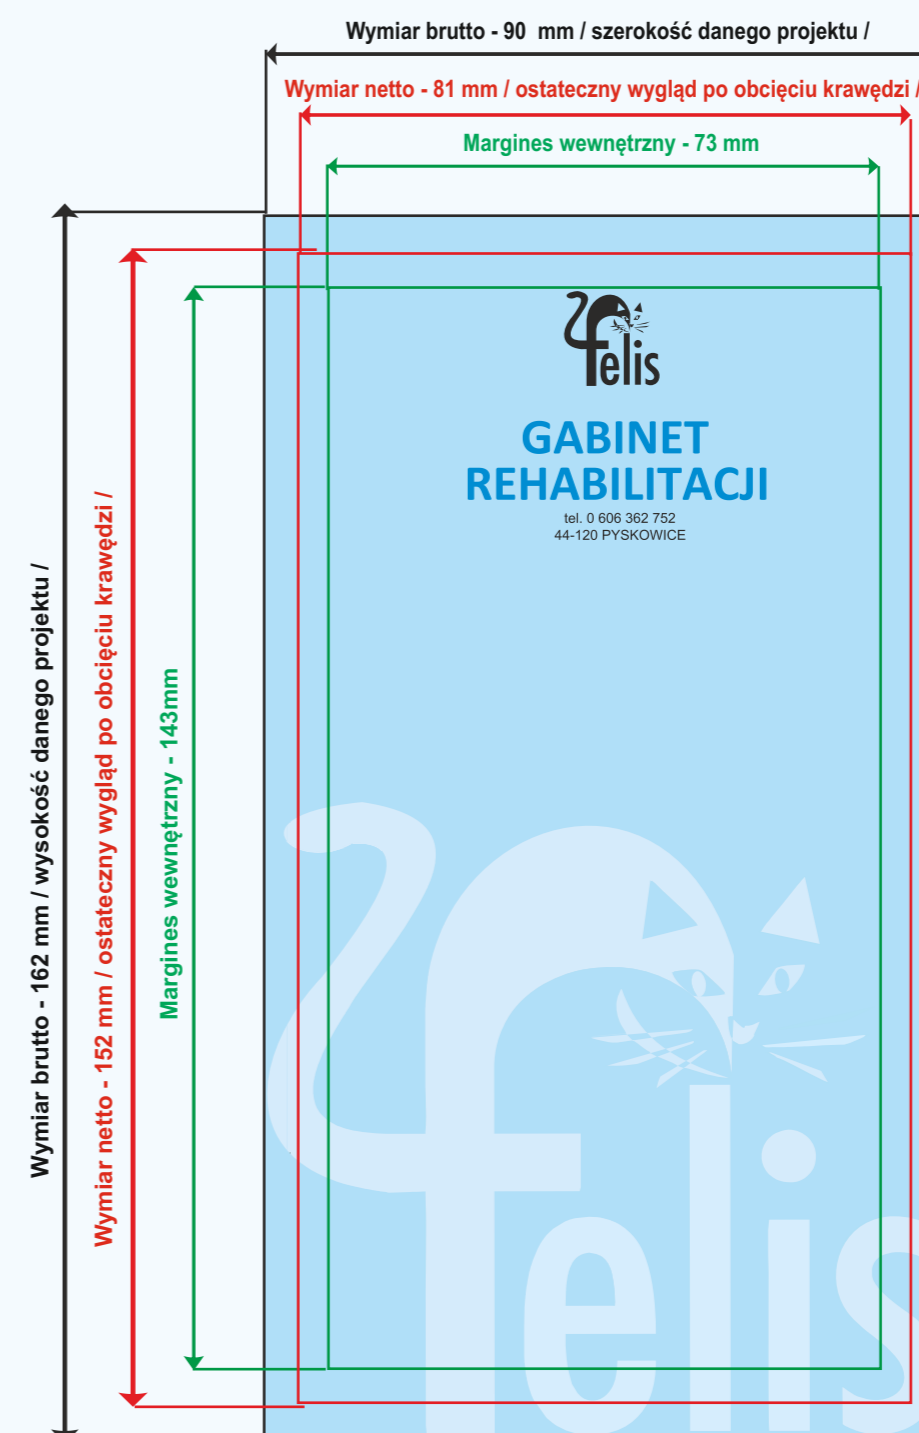 Wymiar brutto - 90 mm / szerokość danego projektu /
Wymiar netto - 81 mm / ostateczny wygląd po obcięciu krawędzi /
Margines wewnętrzny - 73 mm
Wymiar brutto - 162 mm / wysokość danego projektu /
Wymiar netto - 152 mm / ostateczny wygląd po obcięciu krawędzi /
Margines wewnętrzny - 143mm
felis
GABINET
REHABILITACJI
tel. 0 606 362 752
44-120 PYSKOWICE
felis